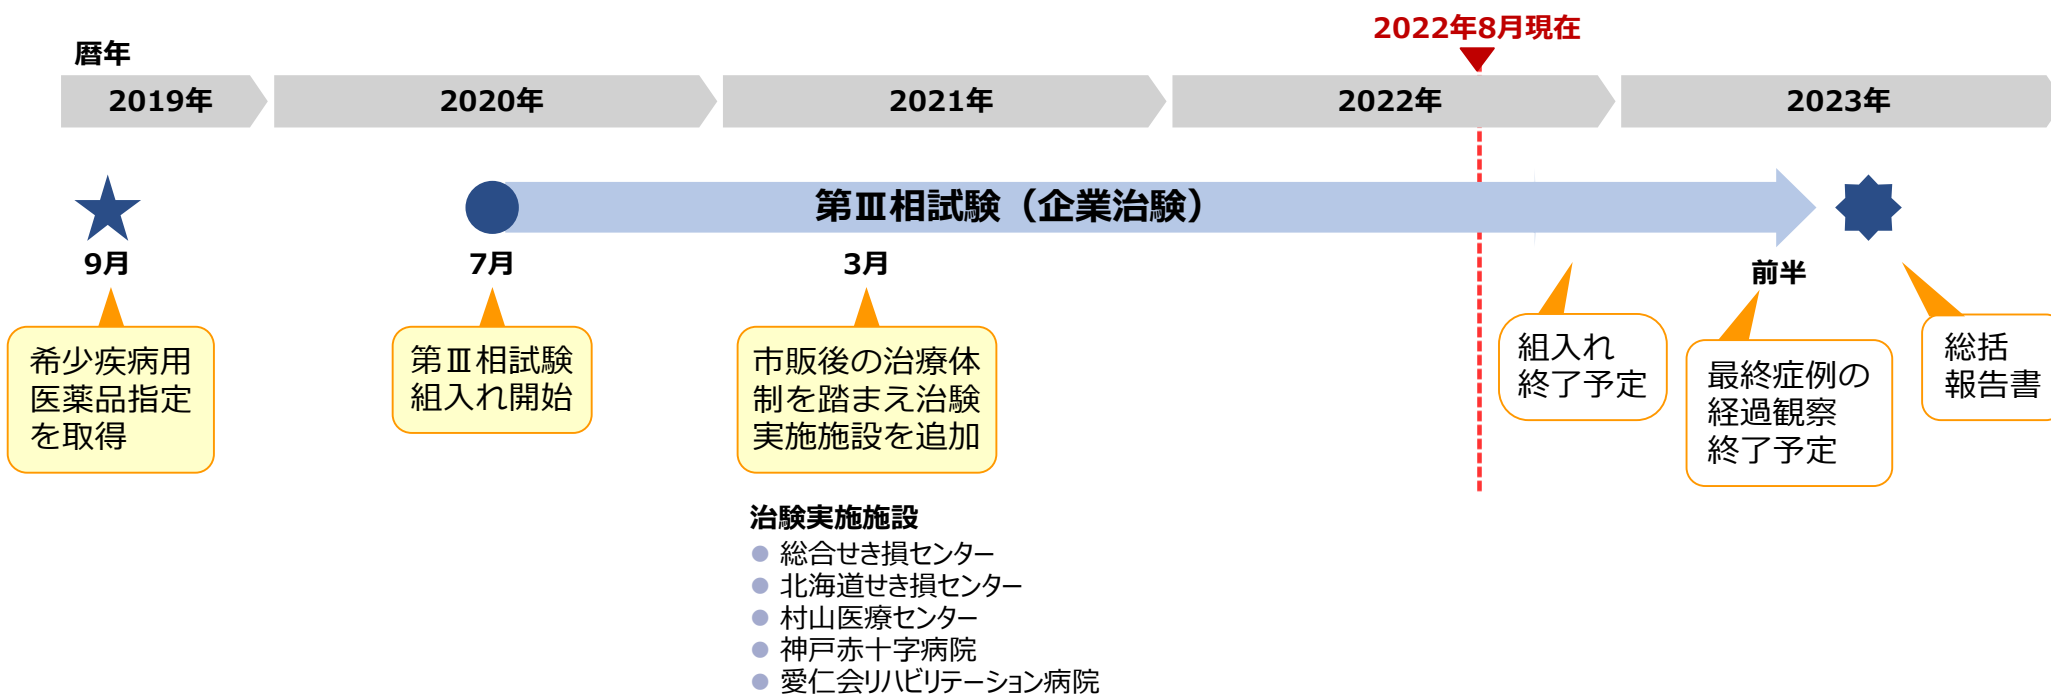 2022年8月現在
暦年
2019年
2020年
2021年
2022年
2023年
第Ⅲ相試験（企業治験）
9月
7月
3月
前半
希少疾病用
医薬品指定
を取得
第Ⅲ相試験
組入れ開始
市販後の治療体
制を踏まえ治験
実施施設を追加
組入れ
終了予定
最終症例の
経過観察
終了予定
総括
報告書
治験実施施設
● 総合せき損センター
● 北海道せき損センター
● 村山医療センター
● 神戸赤十字病院
● 愛仁会リハビリテーション病院